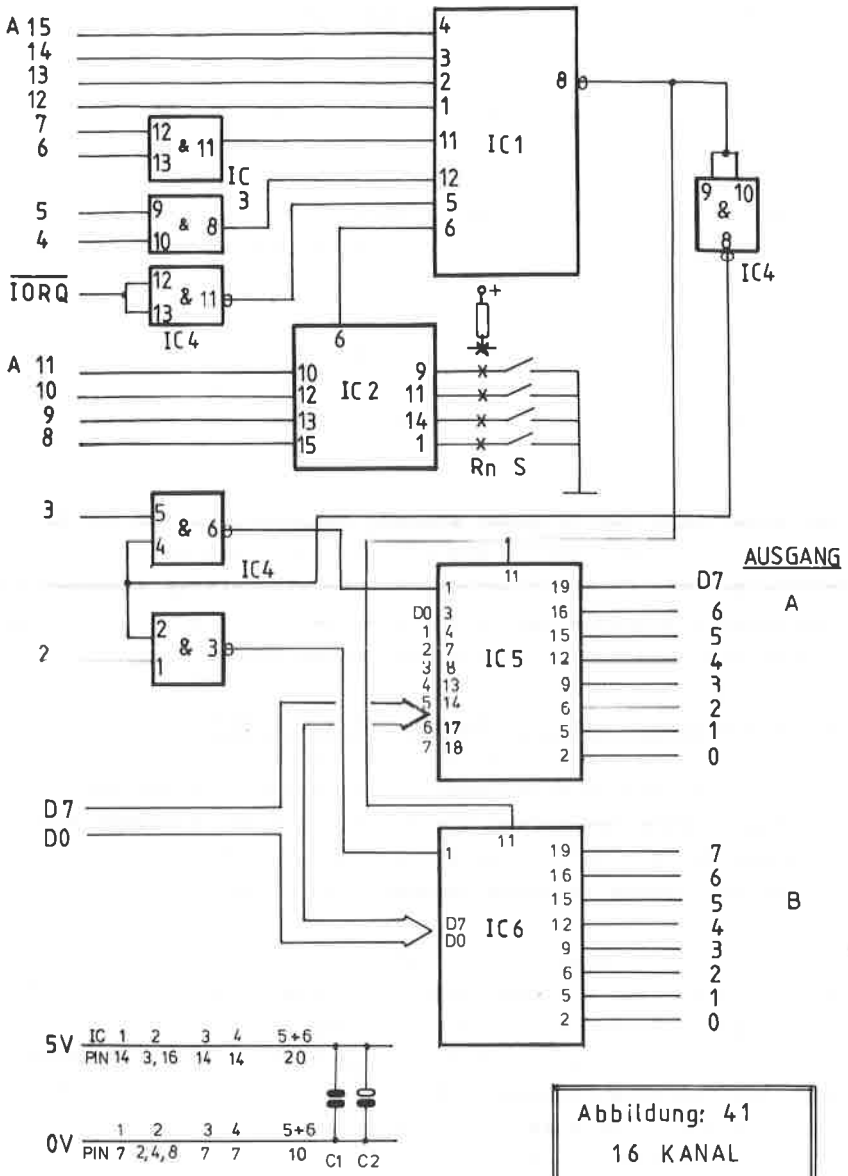 A 15
14
13
12
7
6
5
4
IORQ
A 11
10
9
8
3
2
D7
D0
12 & 11
13
IC 3
9 & 8
10
12 & 11
13
IC4
4
3
2
1
11
12
5
6
8
IC1
9 10
&
8
IC4
+
6
10
12
13
15
IC 2
9
11
14
1
Rn S
5 & 6
4
IC4
2 & 3
1
11
1
D0 3
1 4
2 7
3 8
4 13
5 14
6 17
7 18
IC5
19
16
15
12
9
6
5
2
AUSGANG
D7
6
5
4
3
2
1
0
A
11
1
D7
D0
IC6
19
16
15
12
9
6
5
2
7
6
5
4
3
2
1
0
B
5V IC 1 2 3 4 5+6
PIN 14 3, 16 14 14 20
0V 1 2 3 4 5+6
PIN 7 2,4,8 7 7 10 C1 C2
Abbildung: 41
16 KANAL